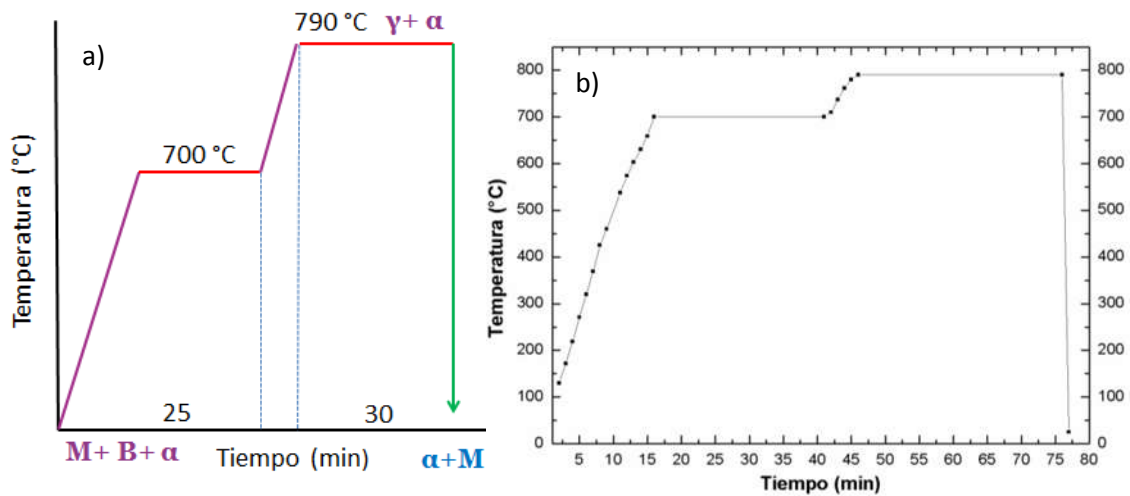 a)
790 °C
γ+ α
700 °C
Temperatura (°C)
25
30
M+ B+ α
Tiempo (min)
α+M
b)
Temperatura (°C)
800
700
600
500
400
300
200
100
0
800
700
600
500
400
300
200
100
0
5 10 15 20 25 30 35 40 45 50 55 60 65 70 75 80
Tiempo (min)